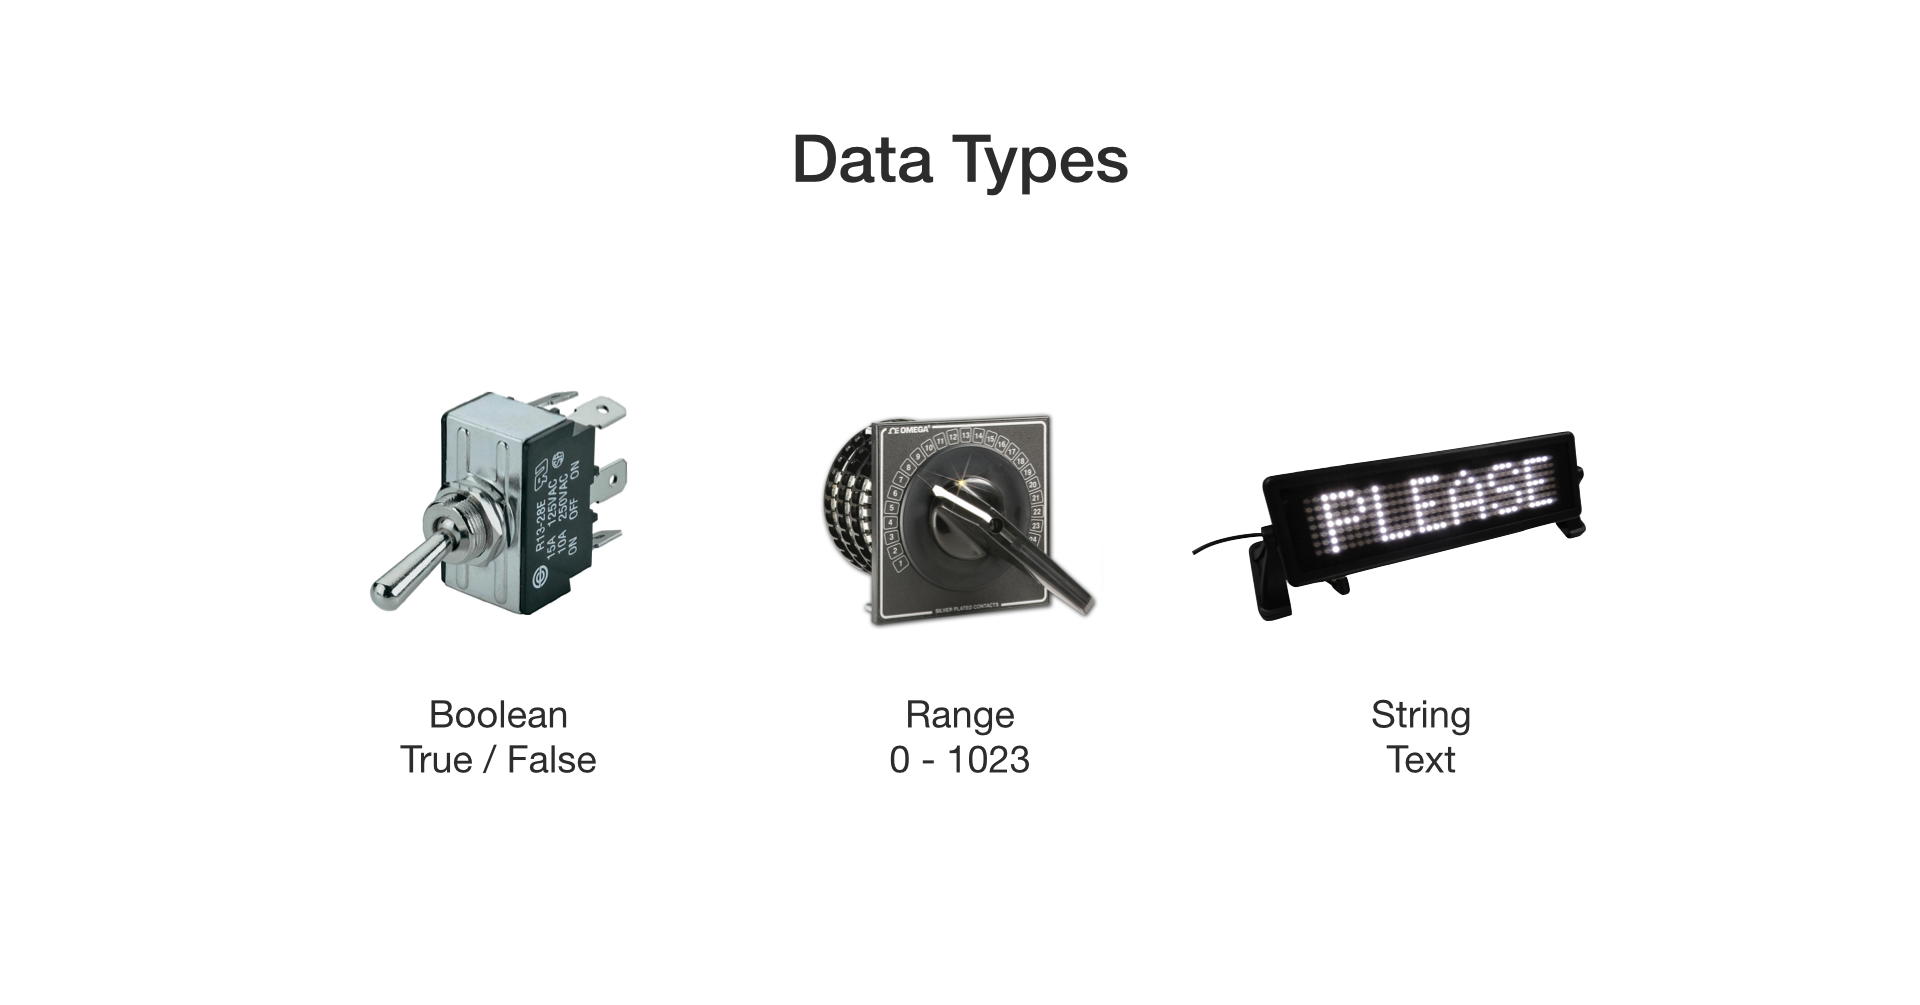 Data Types
R13-28E
15A 125VAC
10A 250VAC
ON OFF ON
OMEGA
1 2 3 4 5 6 7 8 9 10 11 12 13 14 15 16 17 18 19 20 21 22 23 24
SILVER PLATED CONTACTS
PLEASE
Boolean
True / False
Range
0 - 1023
String
Text